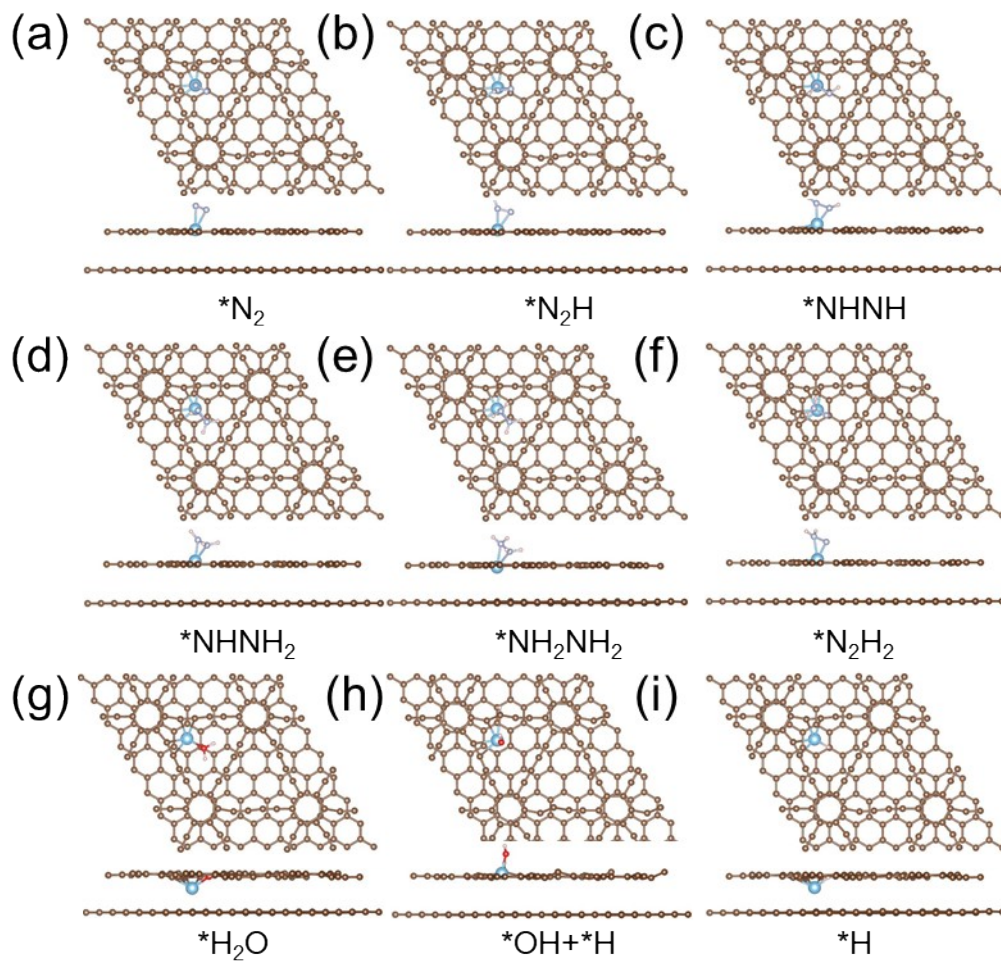 (a) (b) (c)
*N₂ *N₂H *NHNH
(d) (e) (f)
*NHNH₂ *NH₂NH₂ *N₂H₂
(g) (h) (i)
*H₂O *OH+*H *H